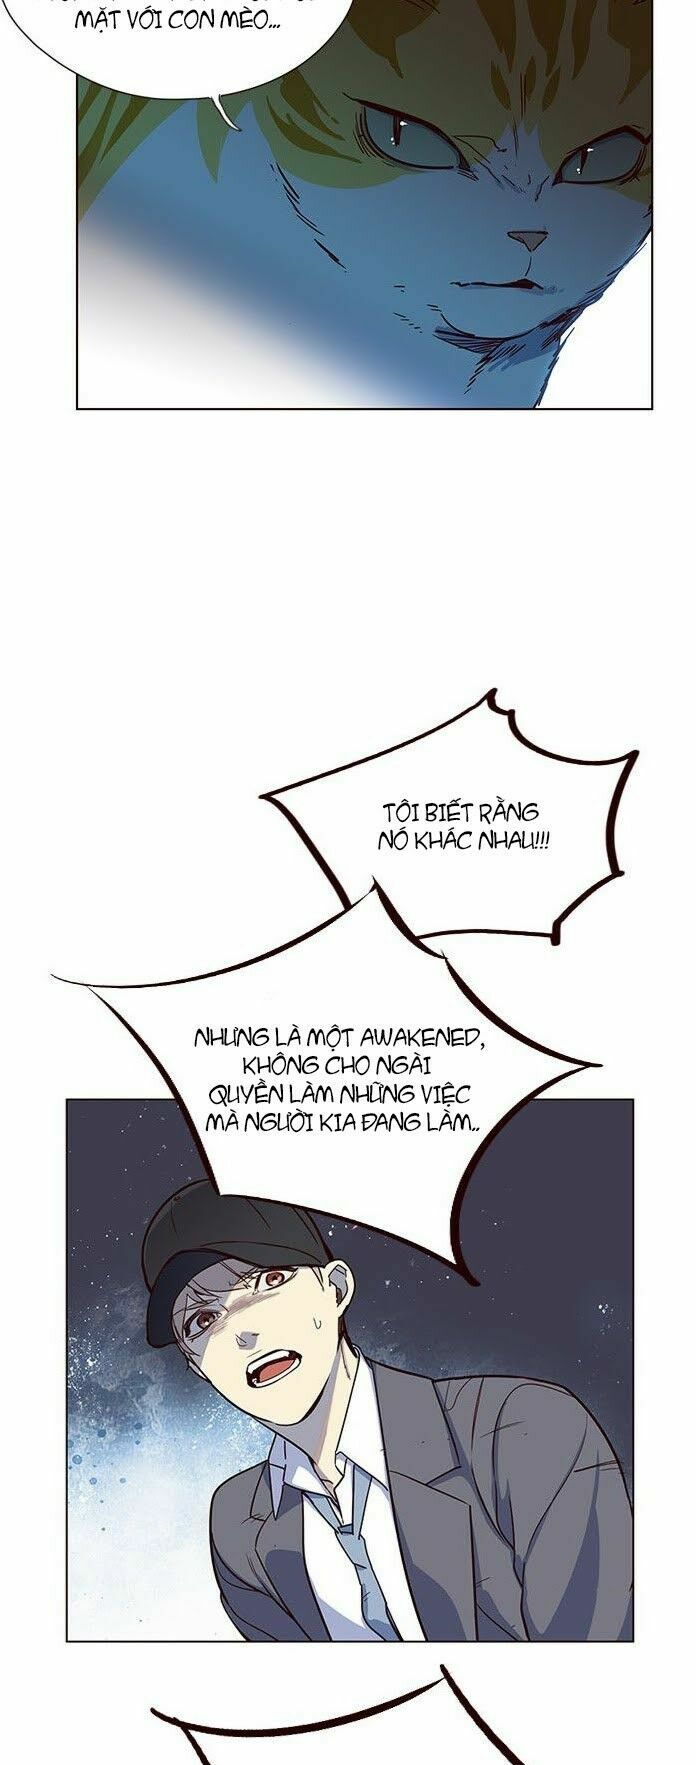 MẶT VỚI CON MÈO...
TÔI BIẾT RẰNG
NÓ KHÁC NHAU!!!
NHƯNG LÀ MỘT AWAKENED,
KHÔNG CHO NGÀI
QUYỀN LÀM NHỮNG VIỆC
MÀ NGƯỜI KIA ĐANG LÀM..